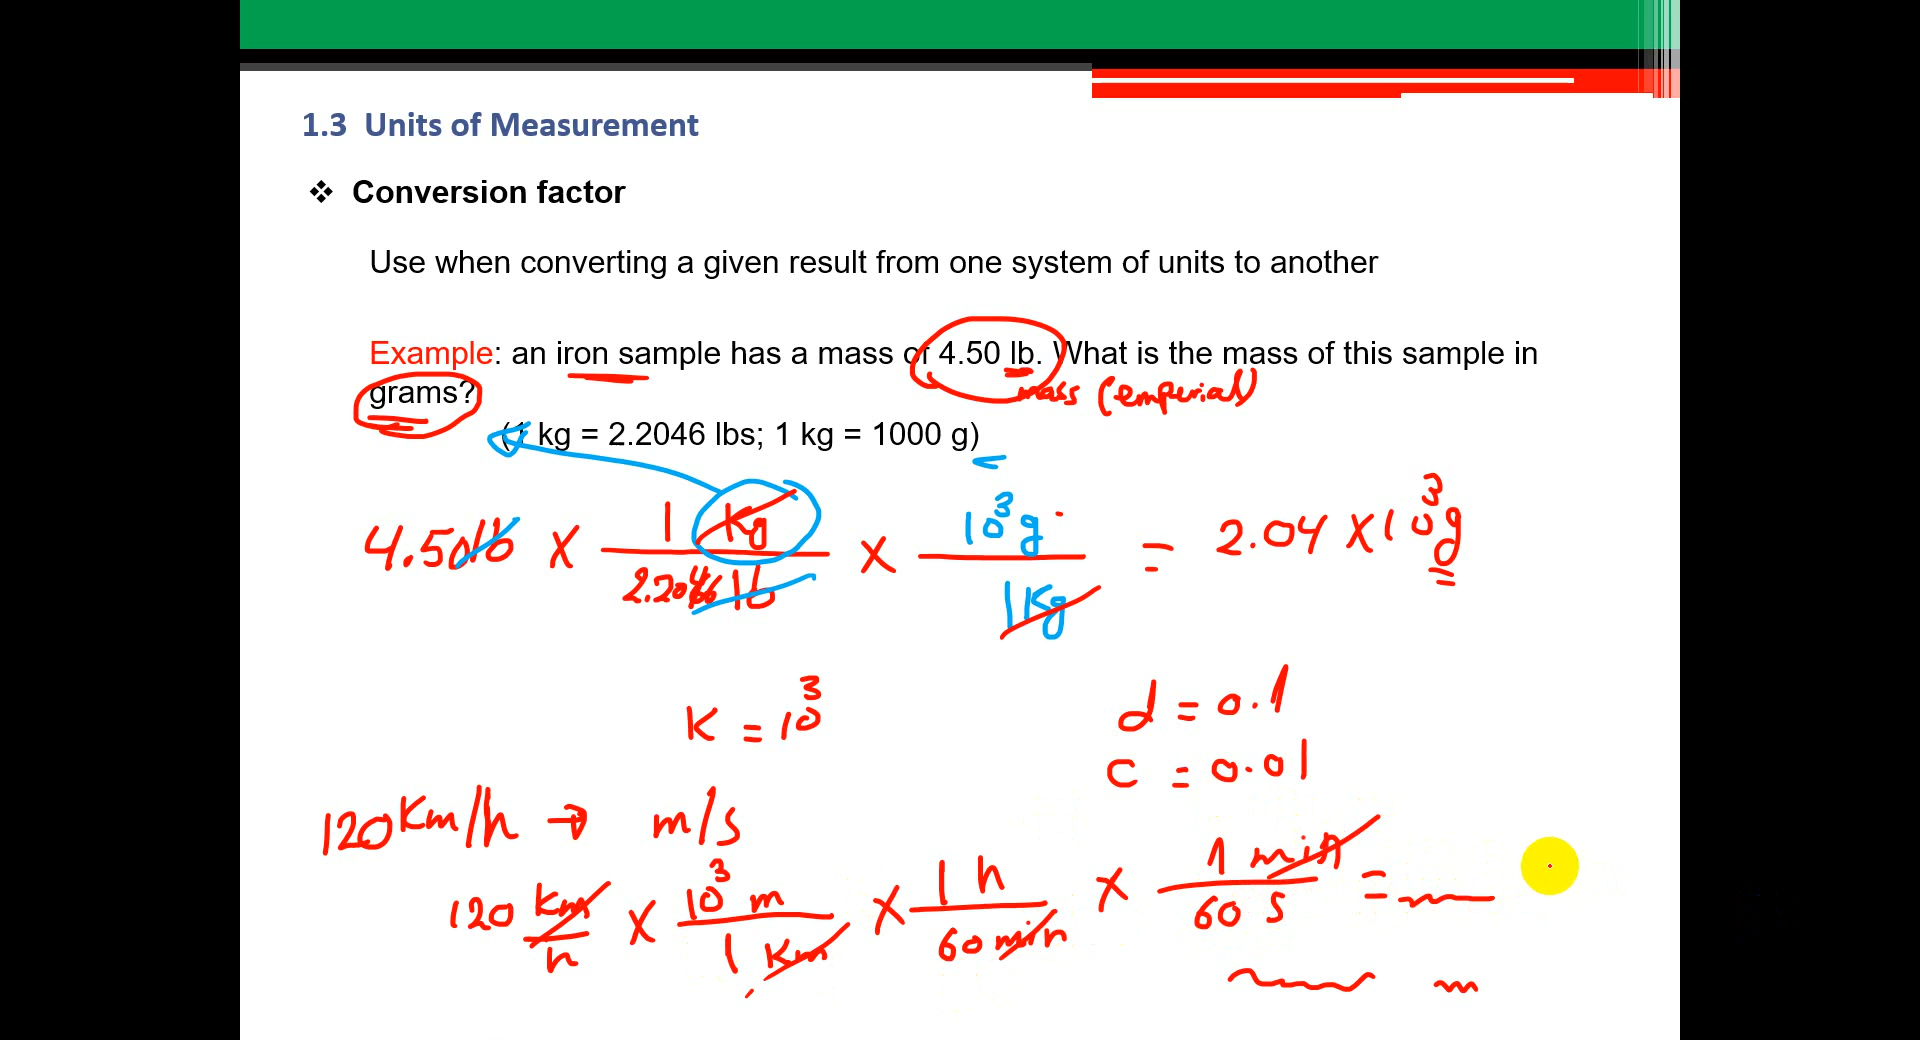 1.3 Units of Measurement
❖ Conversion factor
Use when converting a given result from one system of units to another
Example: an iron sample has a mass of 4.50 lb. What is the mass of this sample in
grams?
mass (emperial)
(1 kg = 2.2046 lbs; 1 kg = 1000 g)
4.50 lb × 1 Kg / 2.2046 lb × 10³ g / 1 Kg = 2.04 × 10³ g
K = 10³
d = 0.1
c = 0.01
120 Km/h → m/s
120 km/h × 10³ m / 1 Km × 1 h / 60 min × 1 min / 60 s =
m